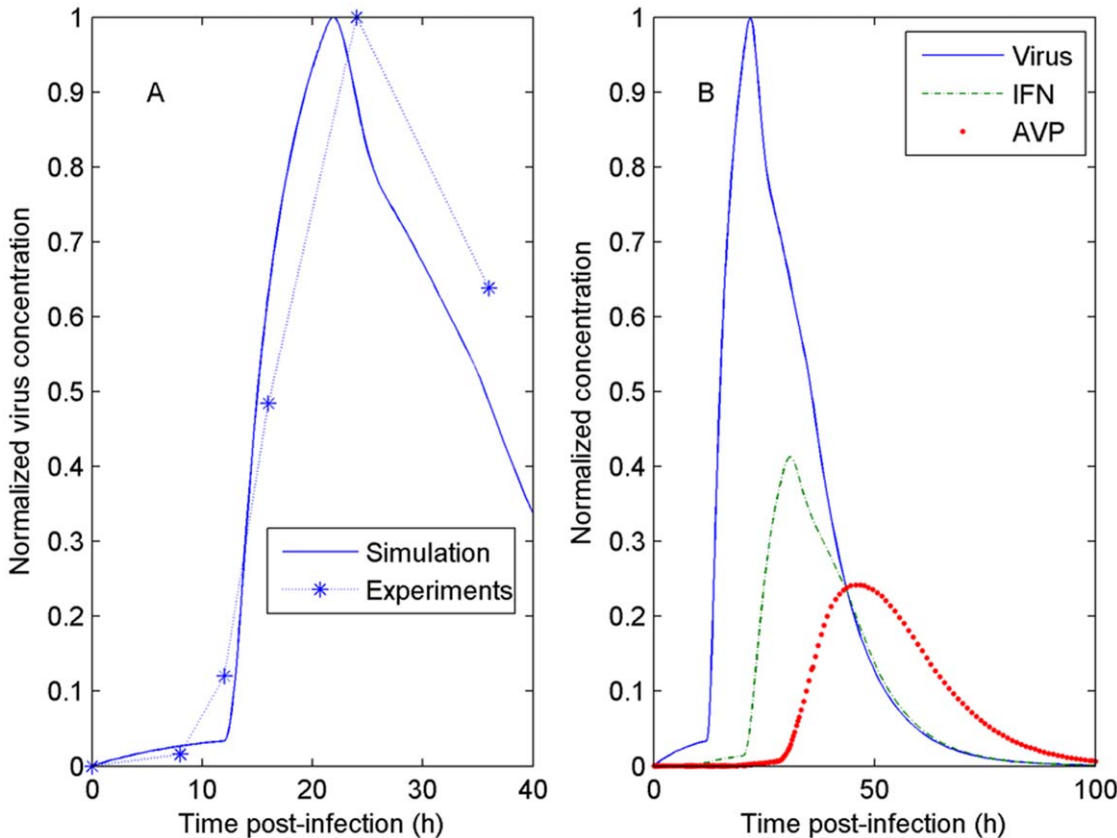 A
Normalized virus concentration
1
0.9
0.8
0.7
0.6
0.5
0.4
0.3
0.2
0.1
0
Simulation
Experiments
0 10 20 30 40
Time post-infection (h)
B
Normalized concentration
1
0.9
0.8
0.7
0.6
0.5
0.4
0.3
0.2
0.1
0
Virus
IFN
AVP
0 50 100
Time post-infection (h)